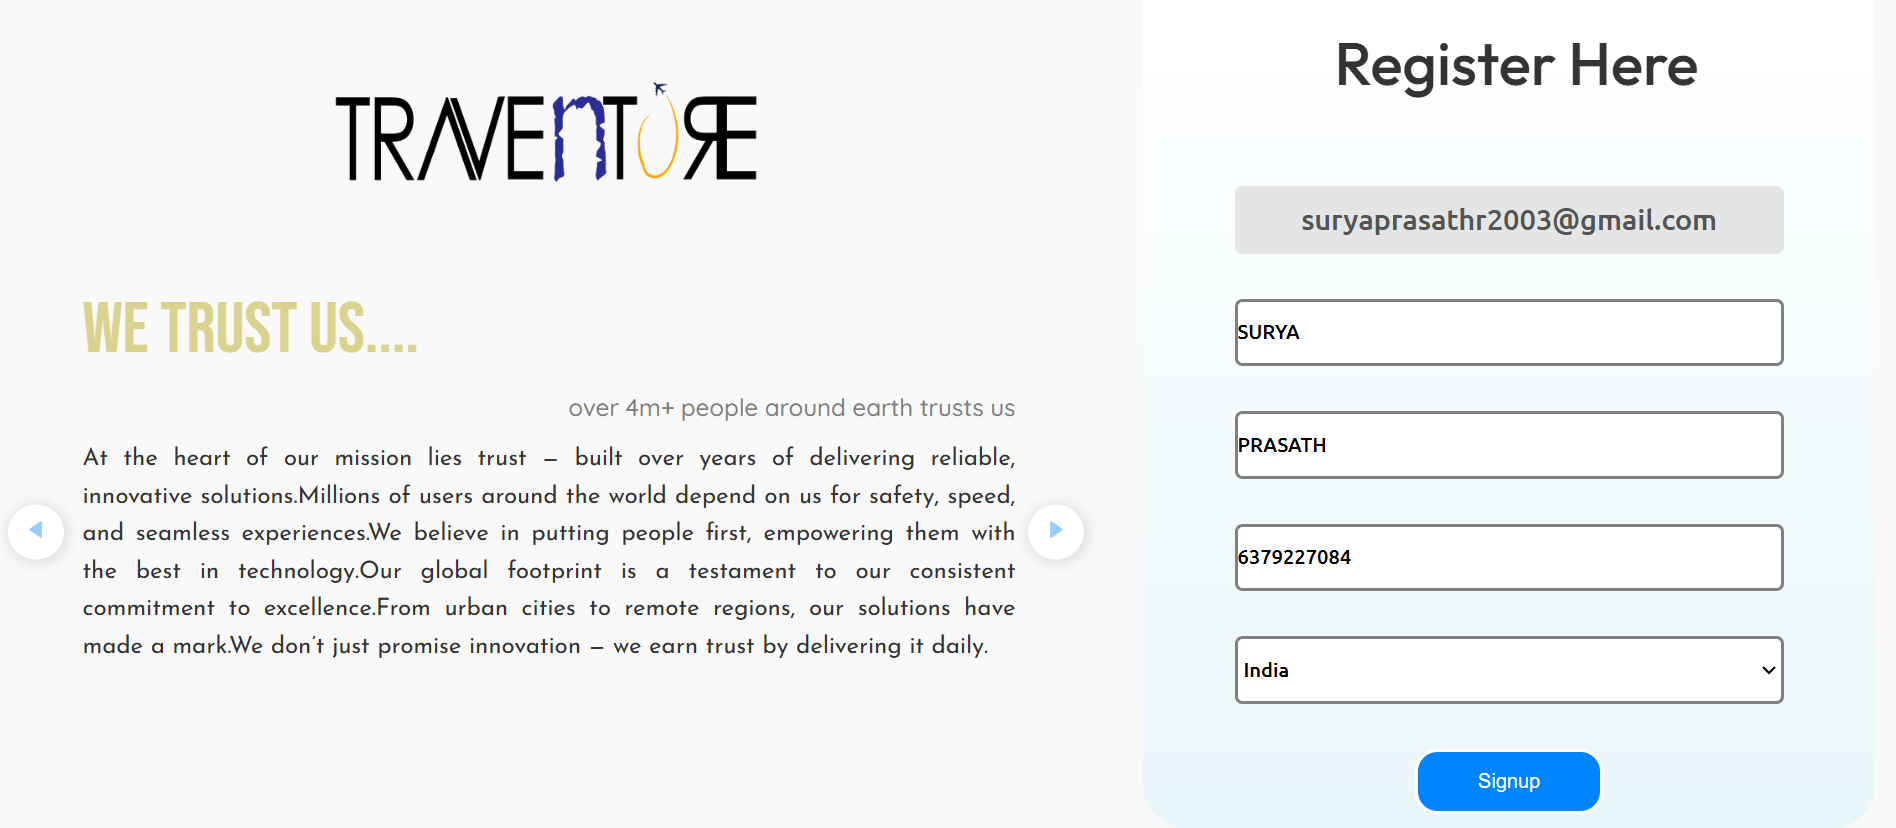 TRAVENTURE
WE TRUST US....
over 4m+ people around earth trusts us
At the heart of our mission lies trust – built over years of delivering reliable,
innovative solutions.Millions of users around the world depend on us for safety, speed,
and seamless experiences.We believe in putting people first, empowering them with
the best in technology.Our global footprint is a testament to our consistent
commitment to excellence.From urban cities to remote regions, our solutions have
made a mark.We don't just promise innovation – we earn trust by delivering it daily.
Register Here
suryaprasathr2003@gmail.com
SURYA
PRASATH
6379227084
India
Signup